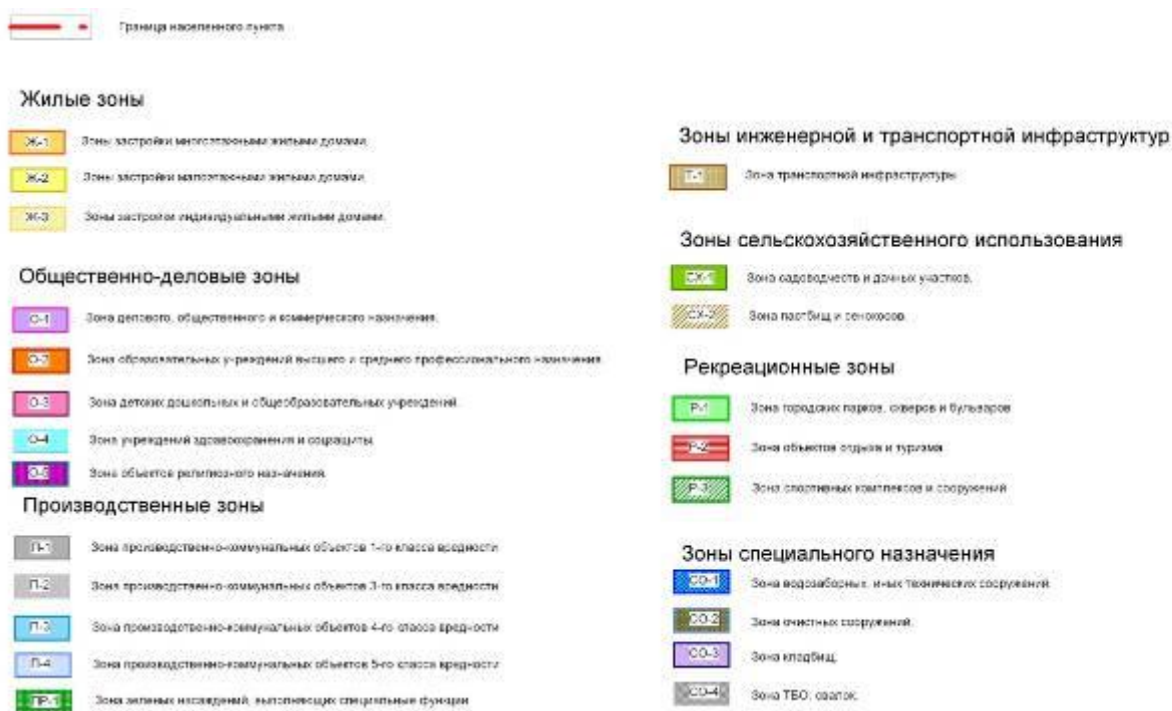 Граница населенного пункта
Жилые зоны
Ж-1 Зоны застройки многоэтажными жилыми домами.
Ж-2 Зоны застройки малоэтажными жилыми домами.
Ж-3 Зоны застройки индивидуальными жилыми домами.
Общественно-деловые зоны
О-1 Зона делового, общественного и коммерческого назначения.
О-2 Зона образовательных учреждений высшего и среднего профессионального назначения
О-3 Зона детских дошкольных и общеобразовательных учреждений.
О-4 Зона учреждений здравоохранения и соцзащиты.
О-5 Зона объектов религиозного назначения.
Производственные зоны
П-1 Зона производственно-коммунальных объектов 1-го класса вредности
П-2 Зона производственно-коммунальных объектов 3-го класса вредности
П-3 Зона производственно-коммунальных объектов 4-го класса вредности
П-4 Зона производственно-коммунальных объектов 5-го класса вредности
ПР-1 Зона зеленых насаждений, выполняющих специальные функции
Зоны инженерной и транспортной инфраструктур
Т-1 Зона транспортной инфраструктуры
Зоны сельскохозяйственного использования
СХ-1 Зона садоводчеств и дачных участков.
СХ-2 Зона пастбищ и сенокосов.
Рекреационные зоны
Р-1 Зона городских парков, скверов и бульваров
Р-2 Зона объектов отдыха и туризма
Р-3 Зона спортивных комплексов и сооружений
Зоны специального назначения
СО-1 Зона водозаборных, иных технических сооружений.
СО-2 Зона очистных сооружений.
СО-3 Зона кладбищ.
СО-4 Зона ТБО, свалок.